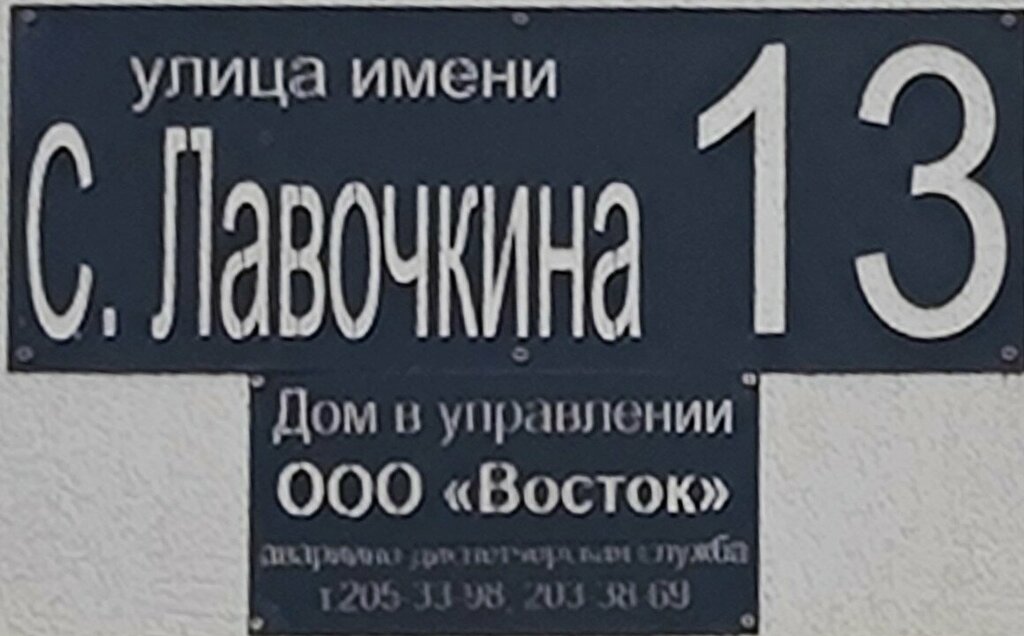 улица имени
С. Лавочкина 13
Дом в управлении
ООО «Восток»
аварийно-диспетчерская служба
т.205-33-98, 203-38-69